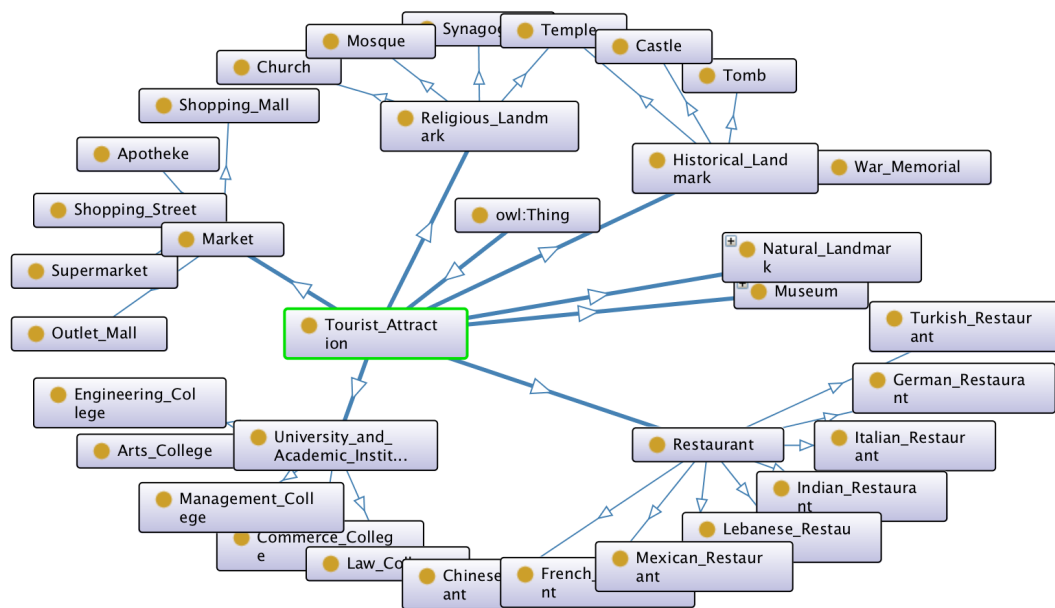 Synagog
Temple
Mosque
Castle
Church
Tomb
Shopping_Mall
Religious_Landm
ark
Apotheke
Historical_Land
mark
War_Memorial
Shopping_Street
owl:Thing
Market
Natural_Landmar
k
Supermarket
Museum
Tourist_Attract
ion
Turkish_Restaur
ant
Outlet_Mall
German_Restaura
nt
Engineering_Col
lege
University_and_
Academic_Instit...
Restaurant
Italian_Restaur
ant
Arts_College
Indian_Restaura
nt
Management_Coll
ege
Lebanese_Restau
Commerce_Colleg
e
Mexican_Restaur
ant
Law_Co
Chinese
ant
French_
nt